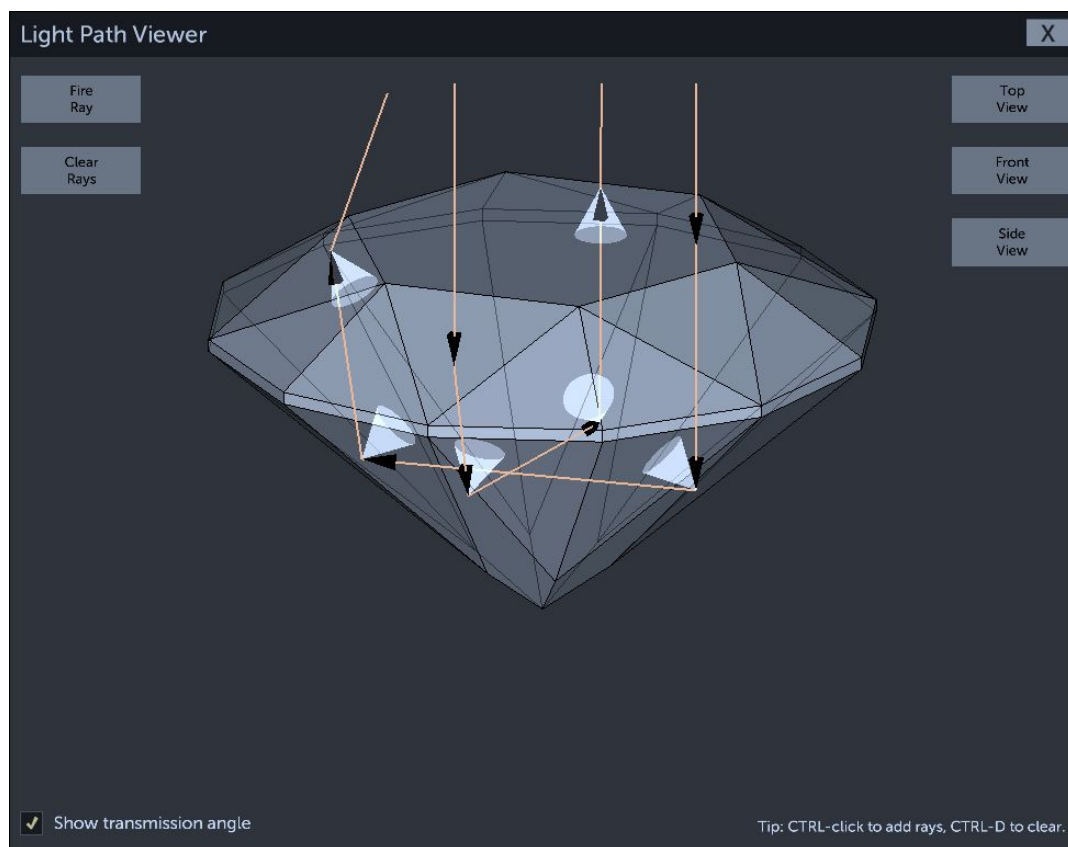 Light Path Viewer
X
Fire
Ray
Top
View
Clear
Rays
Front
View
Side
View
Show transmission angle
Tip: CTRL-click to add rays, CTRL-D to clear.